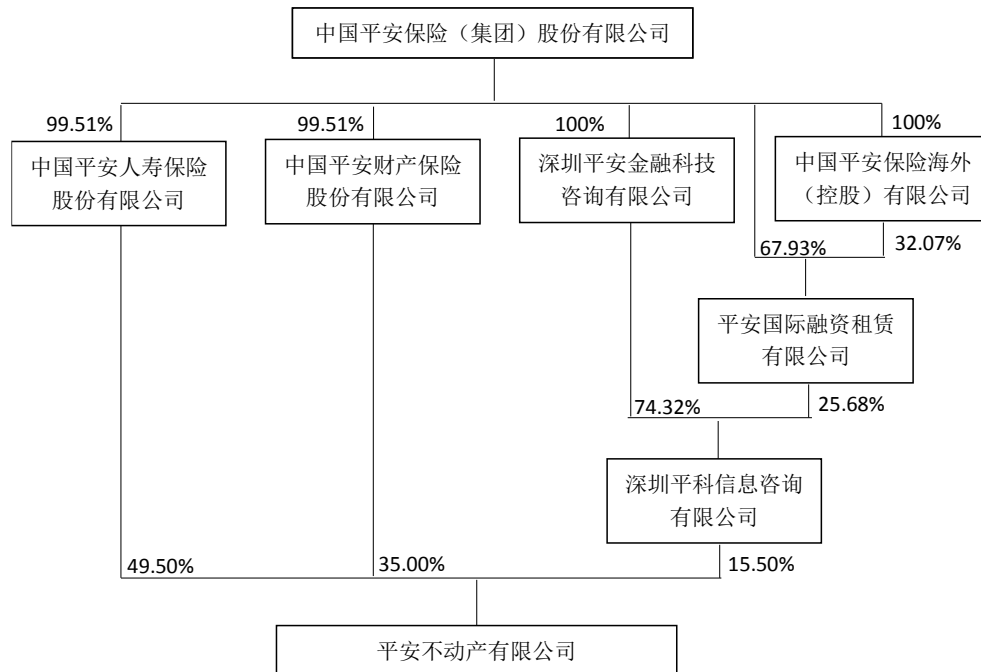 中国平安保险（集团）股份有限公司
99.51%
99.51%
100%
100%
中国平安人寿保险
股份有限公司
中国平安财产保险
股份有限公司
深圳平安金融科技
咨询有限公司
中国平安保险海外
（控股）有限公司
67.93%
32.07%
平安国际融资租赁
有限公司
74.32%
25.68%
深圳平科信息咨询
有限公司
49.50%
35.00%
15.50%
平安不动产有限公司